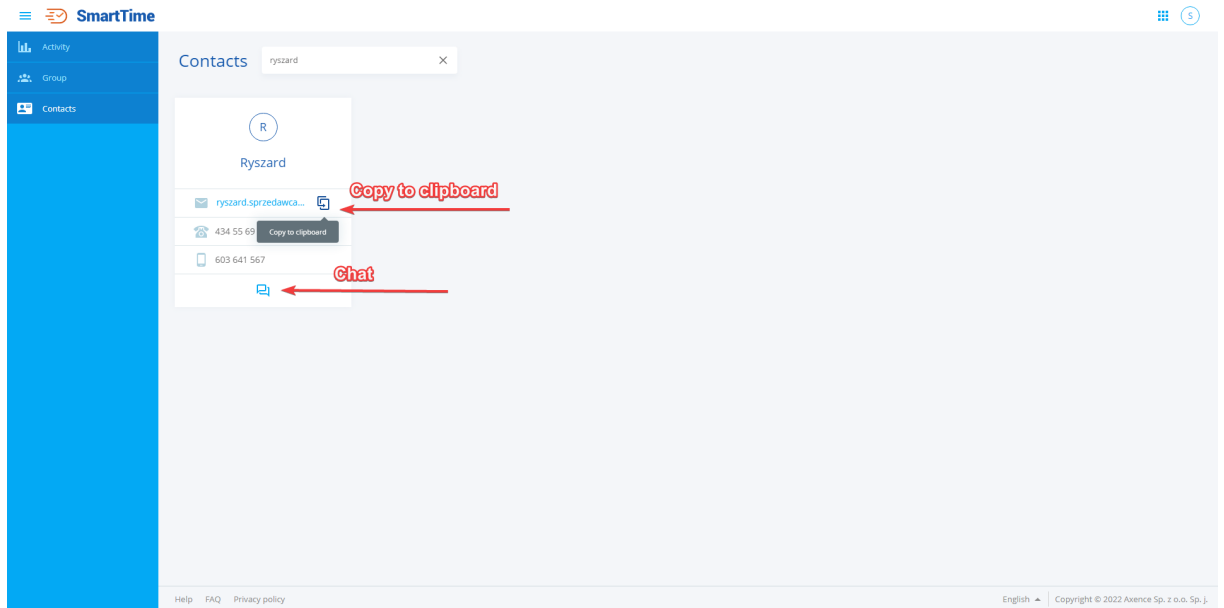 SmartTime
S
Activity
Group
Contacts
Contacts
ryszard
R
Ryszard
ryszard.sprzedawca...
Copy to clipboard
434 55 69
Copy to clipboard
603 641 567
Chat
Help FAQ Privacy policy
English Copyright © 2022 Axence Sp. z o.o. Sp. j.